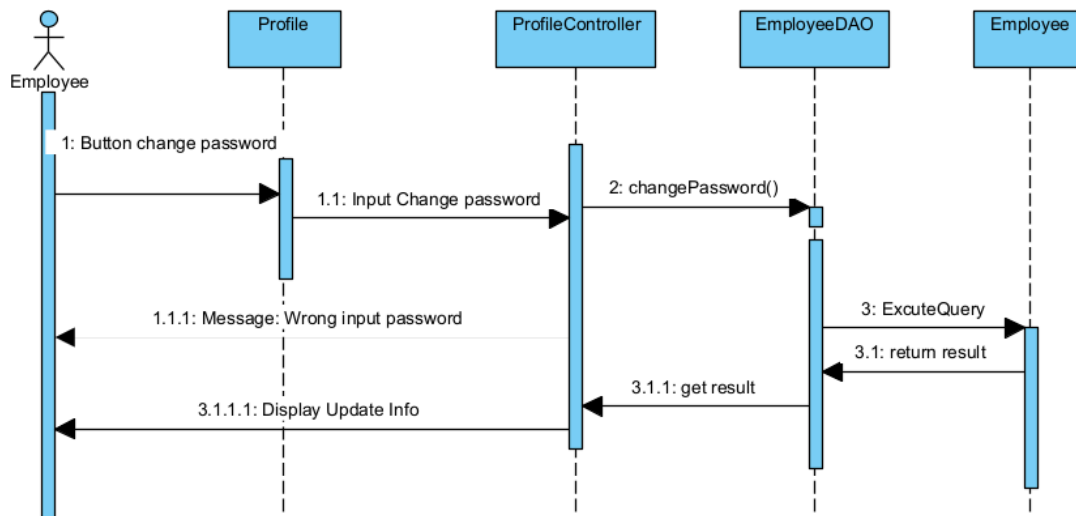 Profile
ProfileController
EmployeeDAO
Employee
Employee
1: Button change password
1.1: Input Change password
2: changePassword()
1.1.1: Message: Wrong input password
3: ExcuteQuery
3.1: return result
3.1.1: get result
3.1.1.1: Display Update Info